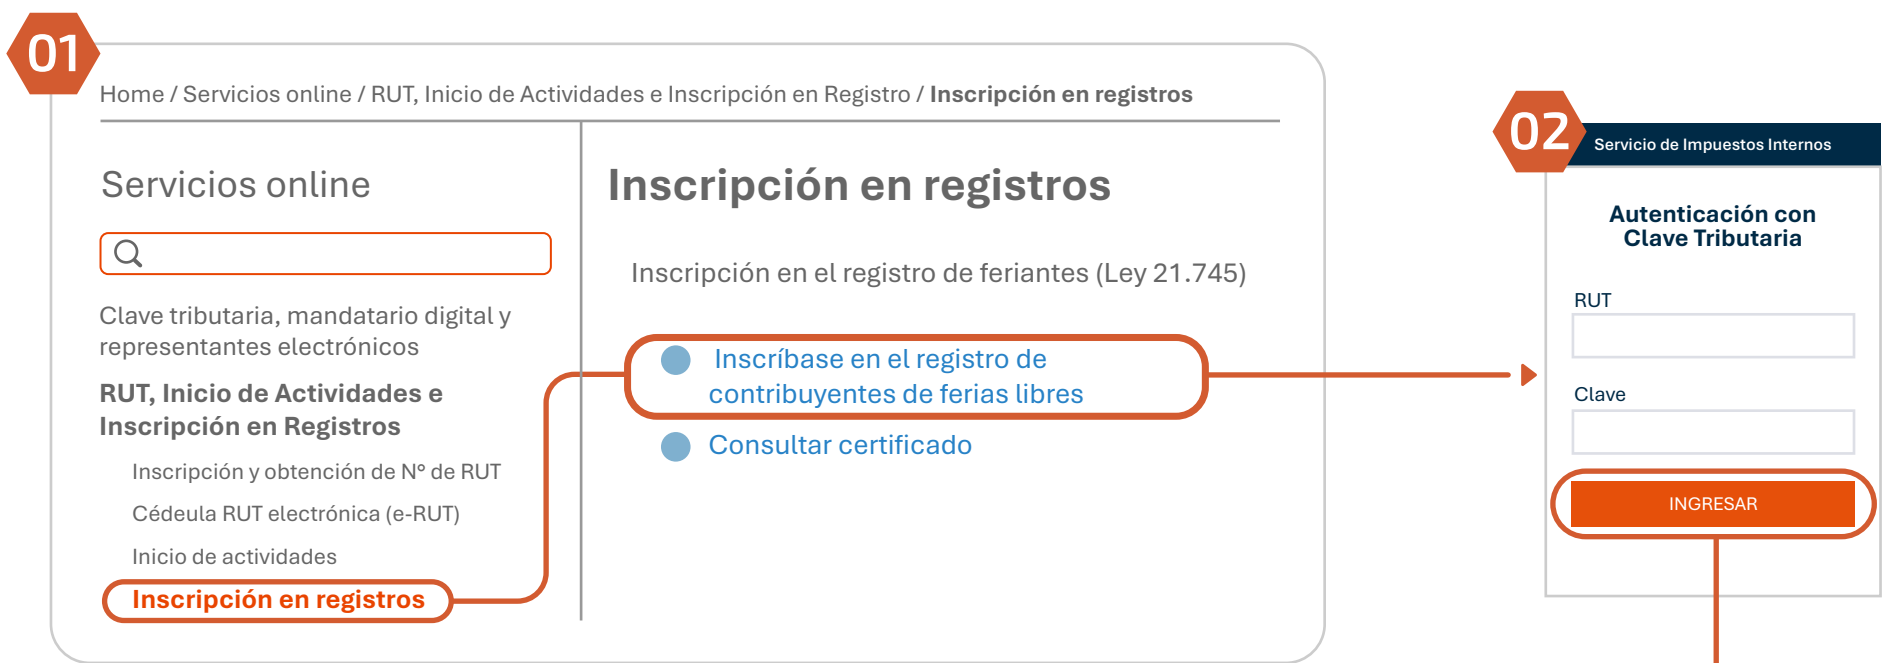 01
Home / Servicios online / RUT, Inicio de Actividades e Inscripción en Registro / Inscripción en registros
Servicios online
Clave tributaria, mandatario digital y
representantes electrónicos
RUT, Inicio de Actividades e
Inscripción en Registros
Inscripción y obtención de N° de RUT
Cédeula RUT electrónica (e-RUT)
Inicio de actividades
Inscripción en registros
Inscripción en registros
Inscripción en el registro de feriantes (Ley 21.745)
Inscríbase en el registro de
contribuyentes de ferias libres
Consultar certificado
02
Servicio de Impuestos Internos
Autenticación con
Clave Tributaria
RUT
Clave
INGRESAR